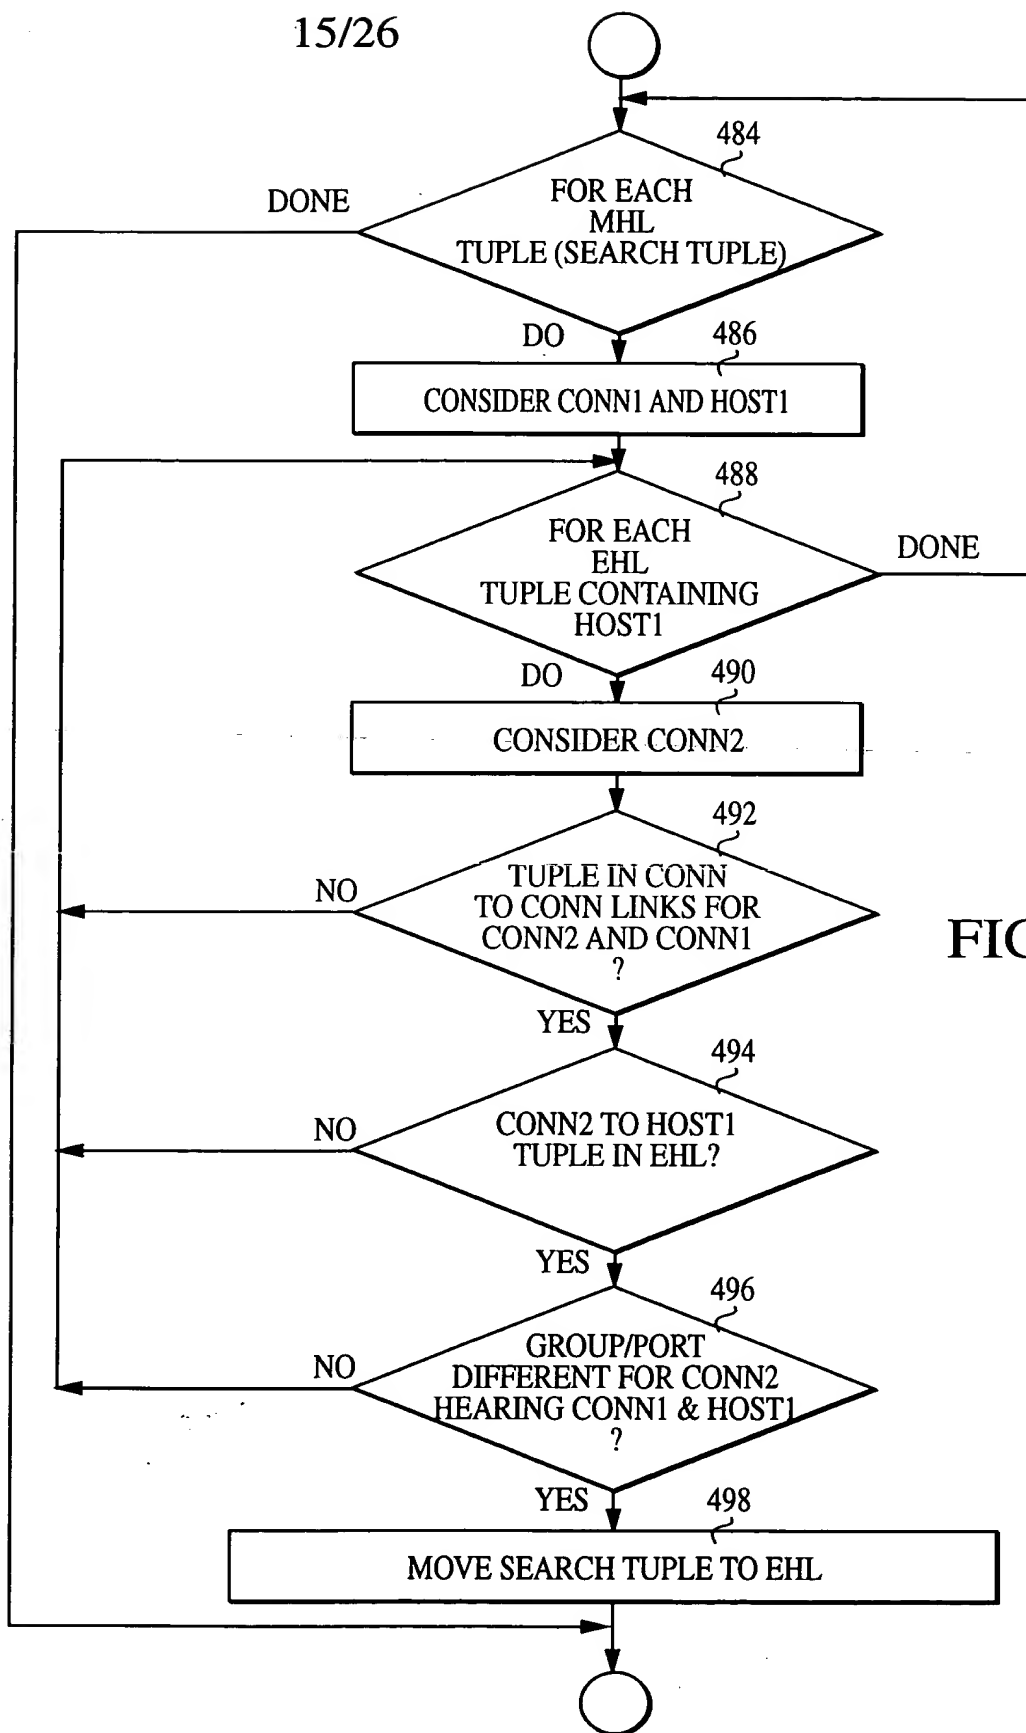 15/26
484
DONE
FOR EACH
MHL
TUPLE (SEARCH TUPLE)
DO
486
CONSIDER CONN1 AND HOST1
488
FOR EACH
EHL
TUPLE CONTAINING
HOST1
DONE
DO
490
CONSIDER CONN2
492
TUPLE IN CONN
TO CONN LINKS FOR
CONN2 AND CONN1
?
NO
FIG
YES
494
CONN2 TO HOST1
TUPLE IN EHL?
NO
YES
496
GROUP/PORT
DIFFERENT FOR CONN2
HEARING CONN1 & HOST1
?
NO
YES
498
MOVE SEARCH TUPLE TO EHL